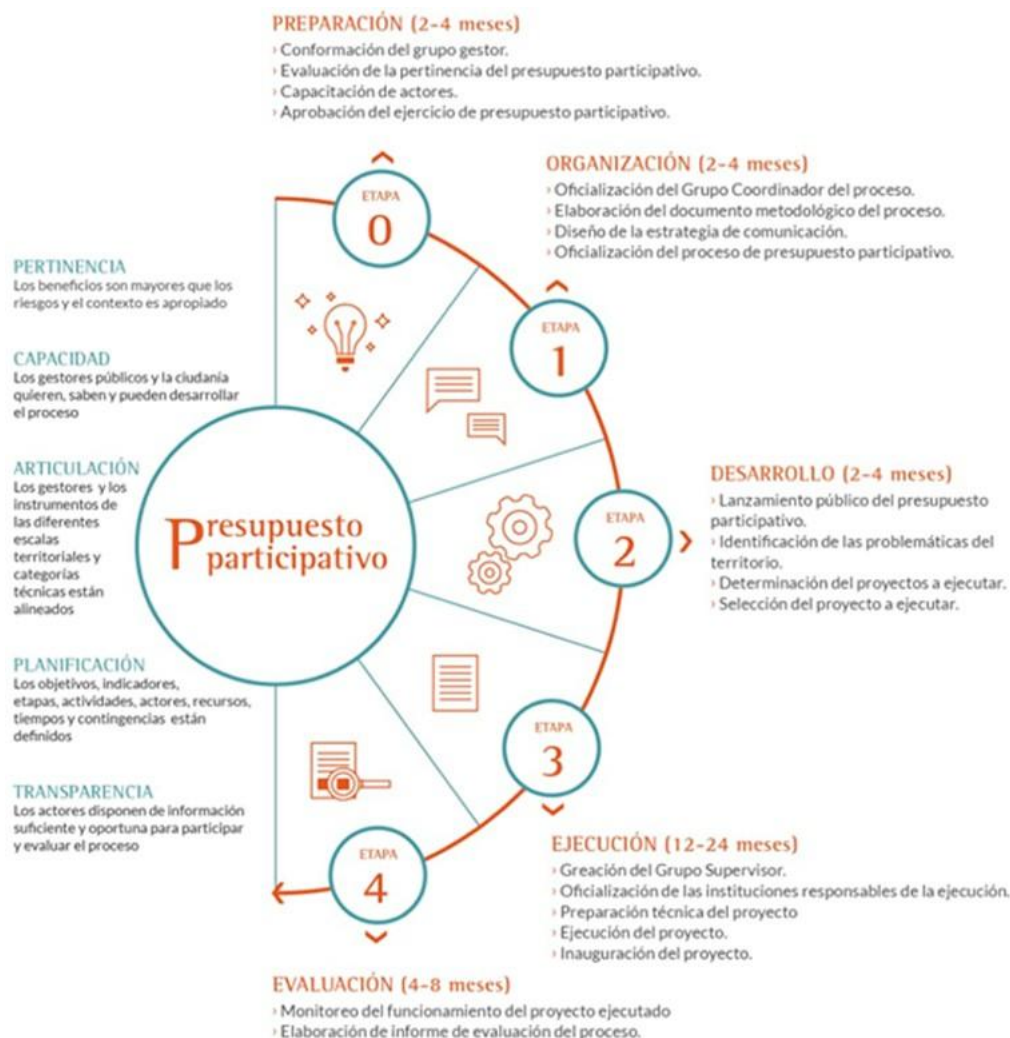 PREPARACIÓN (2-4 meses)
› Conformación del grupo gestor.
› Evaluación de la pertinencia del presupuesto participativo.
› Capacitación de actores.
› Aprobación del ejercicio de presupuesto participativo.
ETAPA
0
ORGANIZACIÓN (2-4 meses)
› Oficialización del Grupo Coordinador del proceso.
› Elaboración del documento metodológico del proceso.
› Diseño de la estrategia de comunicación.
› Oficialización del proceso de presupuesto participativo.
ETAPA
1
DESARROLLO (2-4 meses)
› Lanzamiento público del presupuesto
participativo.
› Identificación de las problemáticas del
territorio.
› Determinación del proyectos a ejecutar.
› Selección del proyecto a ejecutar.
ETAPA
2
ETAPA
3
EJECUCIÓN (12-24 meses)
› Greación del Grupo Supervisor.
› Oficialización de las instituciones responsables de la ejecución.
› Preparación técnica del proyecto
› Ejecución del proyecto.
› Inauguración del proyecto.
ETAPA
4
EVALUACIÓN (4-8 meses)
› Monitoreo del funcionamiento del proyecto ejecutado
› Elaboración de informe de evaluación del proceso.
Presupuesto
participativo
PERTINENCIA
Los beneficios son mayores que los
riesgos y el contexto es apropiado
CAPACIDAD
Los gestores públicos y la ciudanía
quieren, saben y pueden desarrollar
el proceso
ARTICULACIÓN
Los gestores y los
instrumentos de
las diferentes
escalas
territoriales y
categorías
técnicas están
alineados
PLANIFICACIÓN
Los objetivos, indicadores,
etapas, actividades, actores, recursos,
tiempos y contingencias están
definidos
TRANSPARENCIA
Los actores disponen de información
suficiente y oportuna para participar
y evaluar el proceso